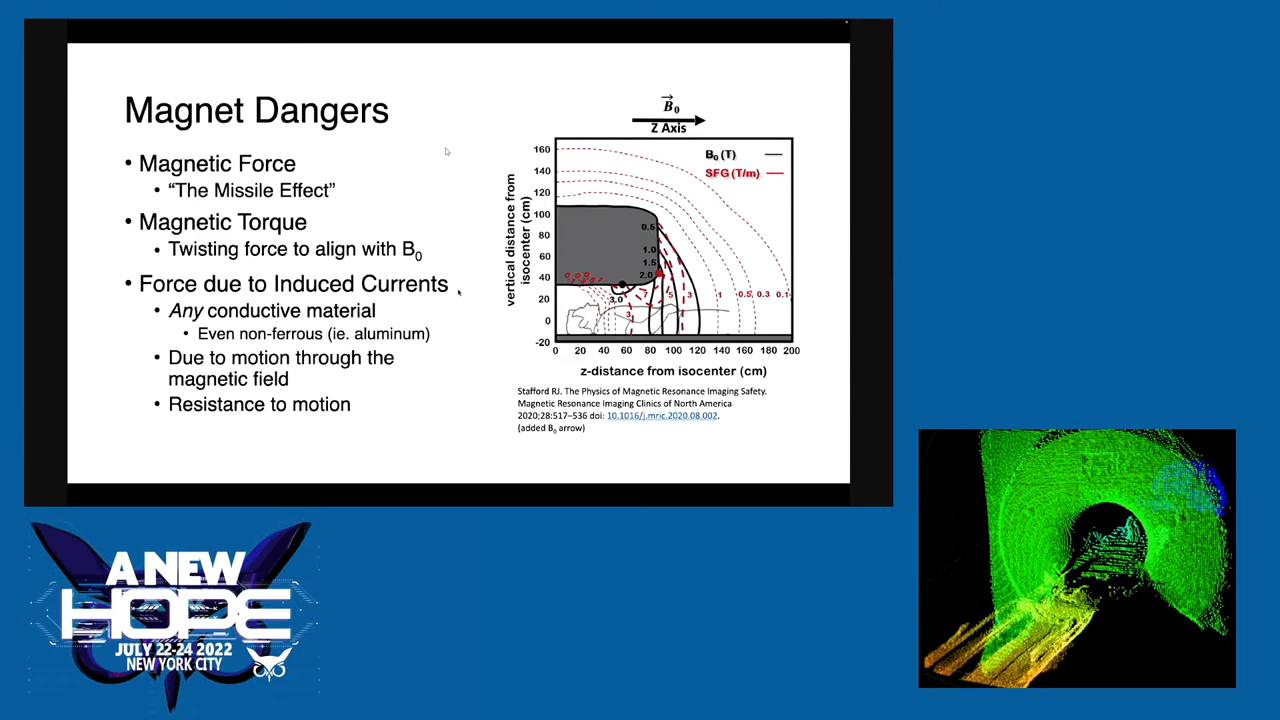 Magnet Dangers
• Magnetic Force
• “The Missile Effect”
• Magnetic Torque
• Twisting force to align with B0
• Force due to Induced Currents
• Any conductive material
• Even non-ferrous (ie. aluminum)
• Due to motion through the
magnetic field
• Resistance to motion
B0
Z Axis
B0 (T)
SFG (T/m)
vertical distance from
isocenter (cm)
160
140
120
100
80
60
40
20
0
-20
0.5
1.0
1.5
2.0
3.0
3
5
3
1
0.5
0.3
0.1
0 20 40 60 80 100 120 140 160 180 200
z-distance from isocenter (cm)
Stafford RJ. The Physics of Magnetic Resonance Imaging Safety.
Magnetic Resonance Imaging Clinics of North America
2020;28:517–536 doi: 10.1016/j.mric.2020.08.002.
(added B0 arrow)
A NEW
HOPE
JULY 22-24 2022
NEW YORK CITY